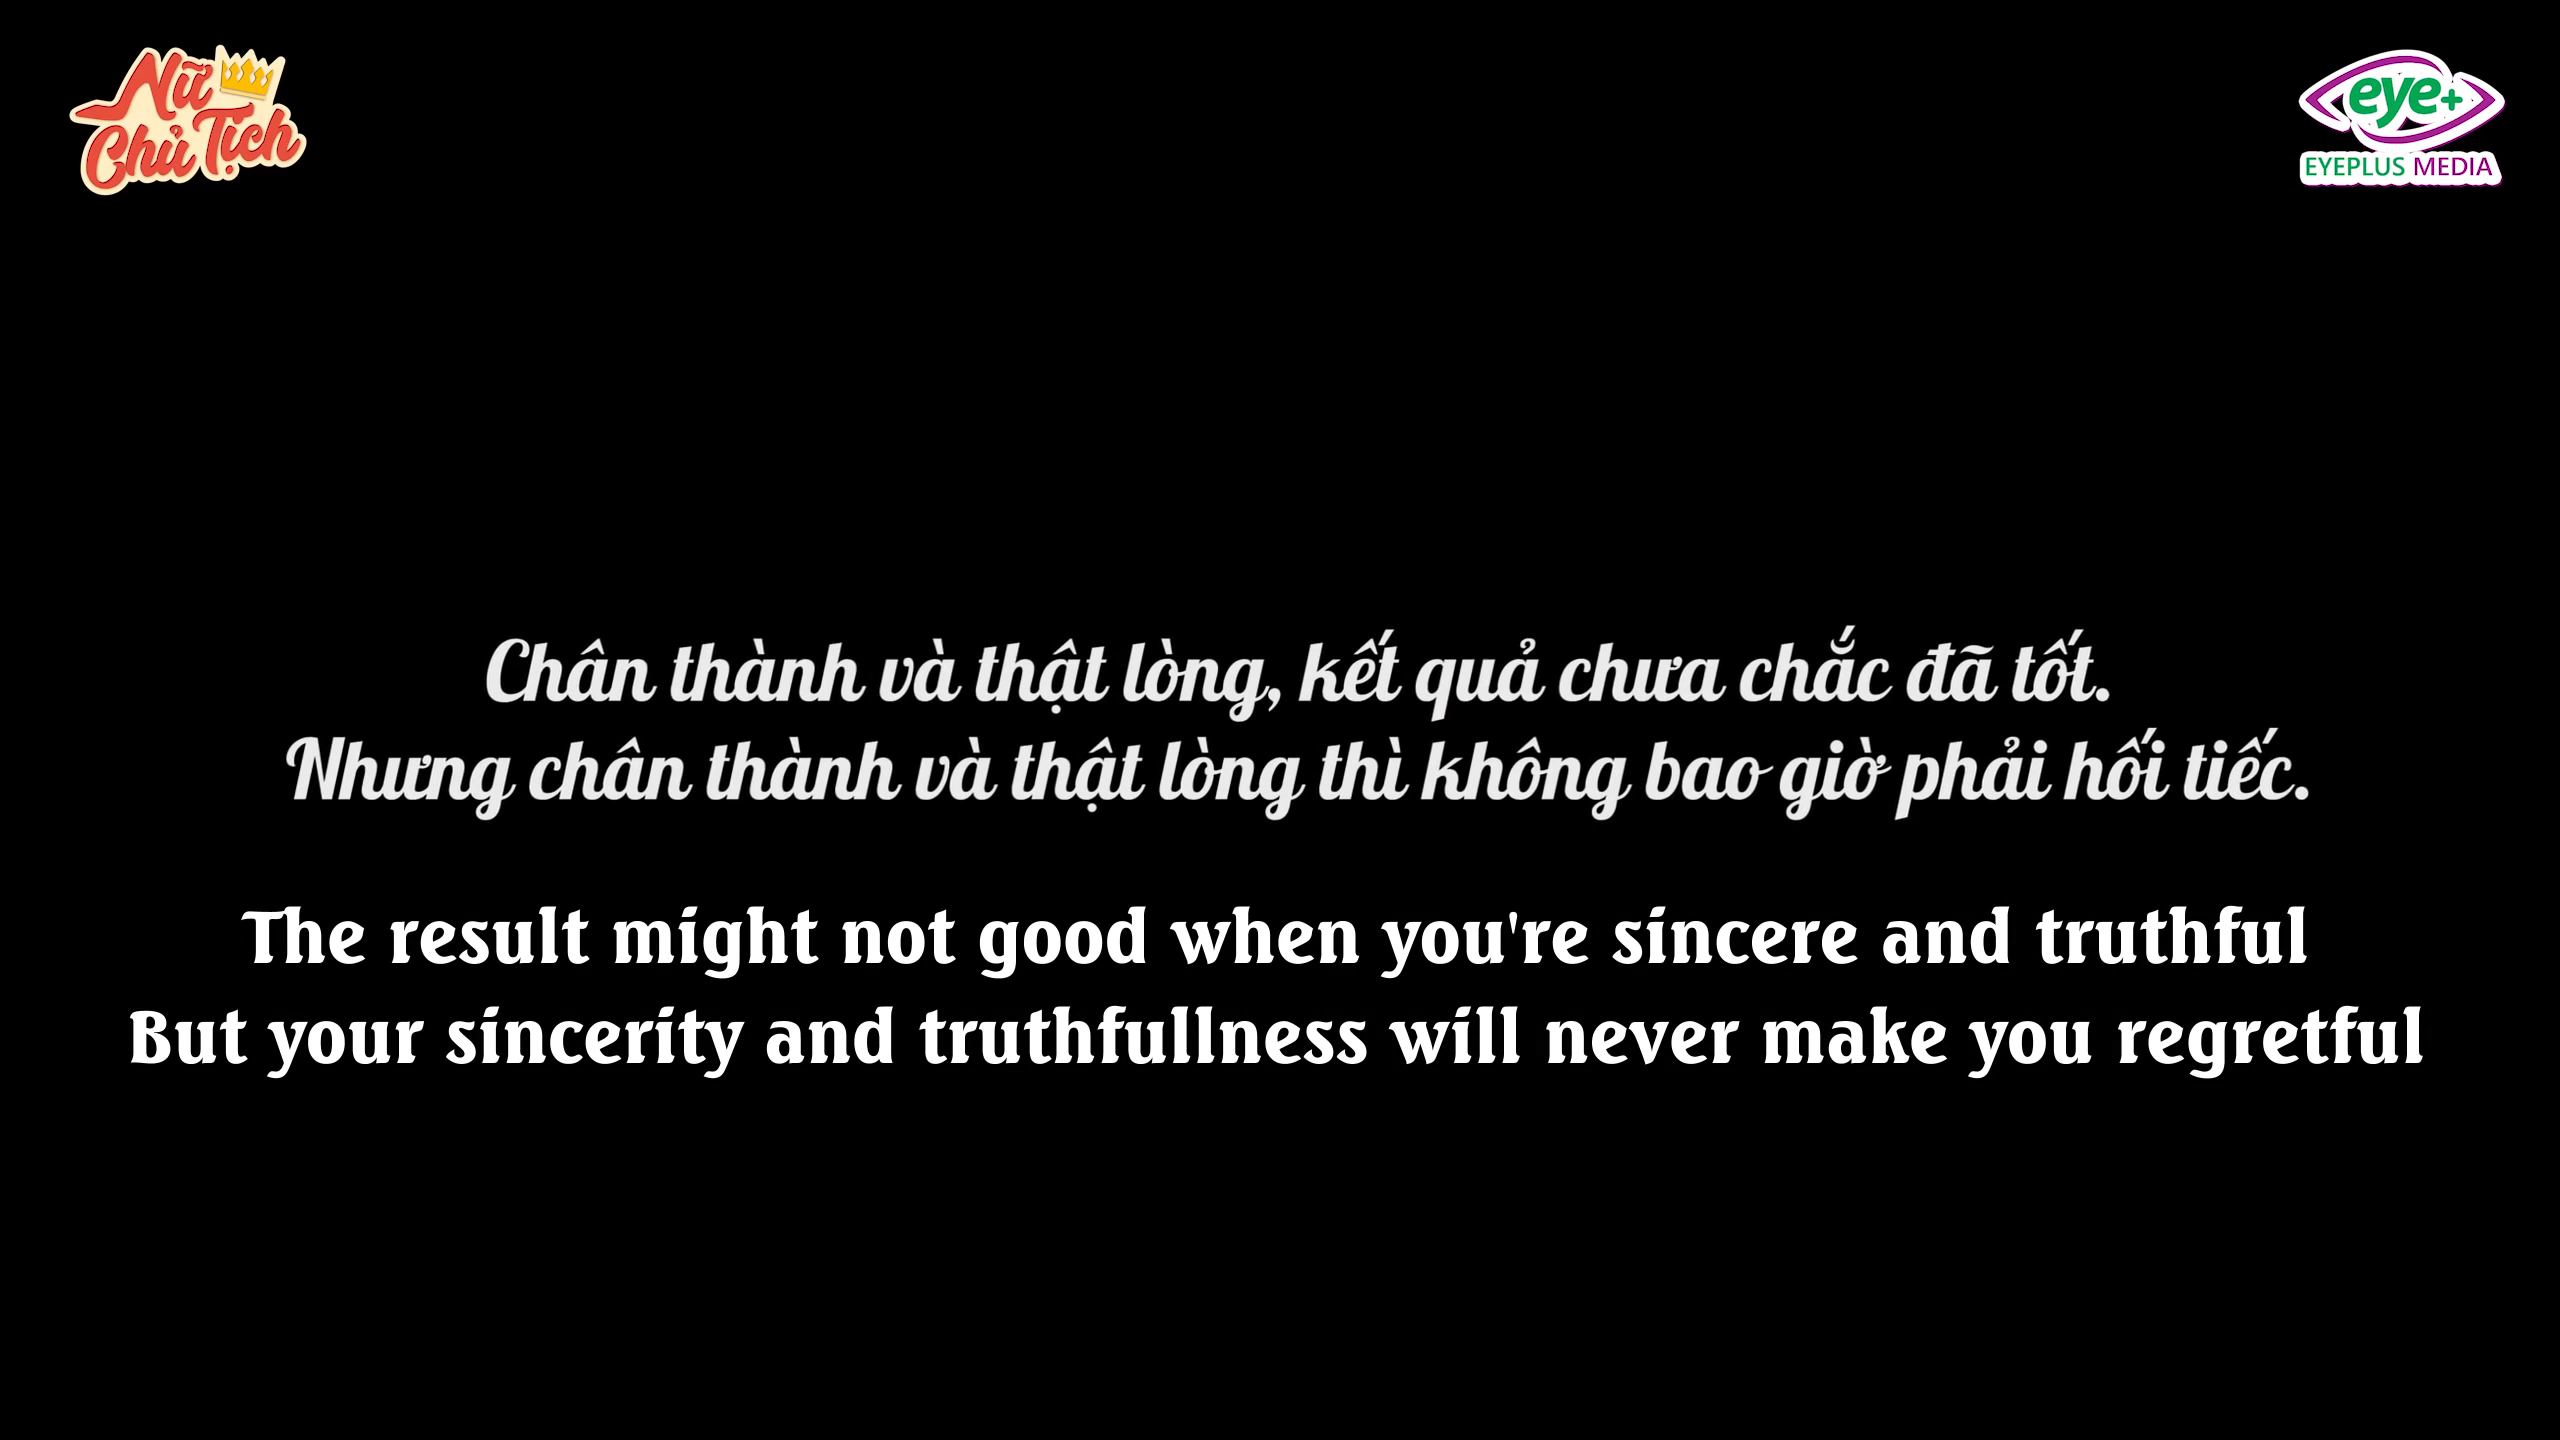 Nữ
Chủ Tịch
eye+
EYEPLUS MEDIA
Chân thành và thật lòng, kết quả chưa chắc đã tốt.
Nhưng chân thành và thật lòng thì không bao giờ phải hối tiếc.
The result might not good when you're sincere and truthful
But your sincerity and truthfullness will never make you regretful